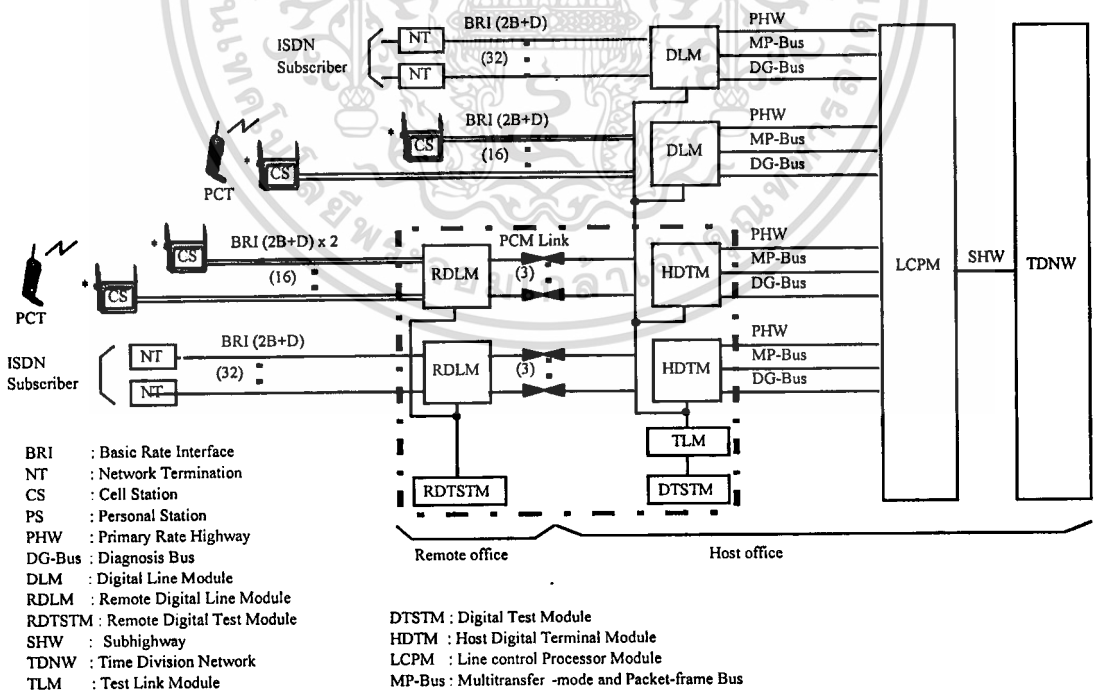 BRI (2B+D)
PHW
ISDN
Subscriber
NT
(32)
DLM
MP-Bus
DG-Bus
NT
BRI (2B+D)
PHW
CS
(16)
DLM
MP-Bus
DG-Bus
CS
PCT
BRI (2B+D) x 2
PCM Link
PHW
CS
(16)
RDLM
(3)
HDTM
MP-Bus
DG-Bus
LCPM
SHW
TDNW
CS
PCT
BRI (2B+D)
PHW
ISDN
Subscriber
NT
(32)
RDLM
(3)
HDTM
MP-Bus
DG-Bus
NT
TLM
RDTSTM
DTSTM
Remote office
Host office
BRI : Basic Rate Interface
NT : Network Termination
CS : Cell Station
PS : Personal Station
PHW : Primary Rate Highway
DG-Bus : Diagnosis Bus
DLM : Digital Line Module
RDLM : Remote Digital Line Module
RDTSTM : Remote Digital Test Module
SHW : Subhighway
TDNW : Time Division Network
TLM : Test Link Module
DTSTM : Digital Test Module
HDTM : Host Digital Terminal Module
LCPM : Line control Processor Module
MP-Bus : Multitransfer -mode and Packet-frame Bus